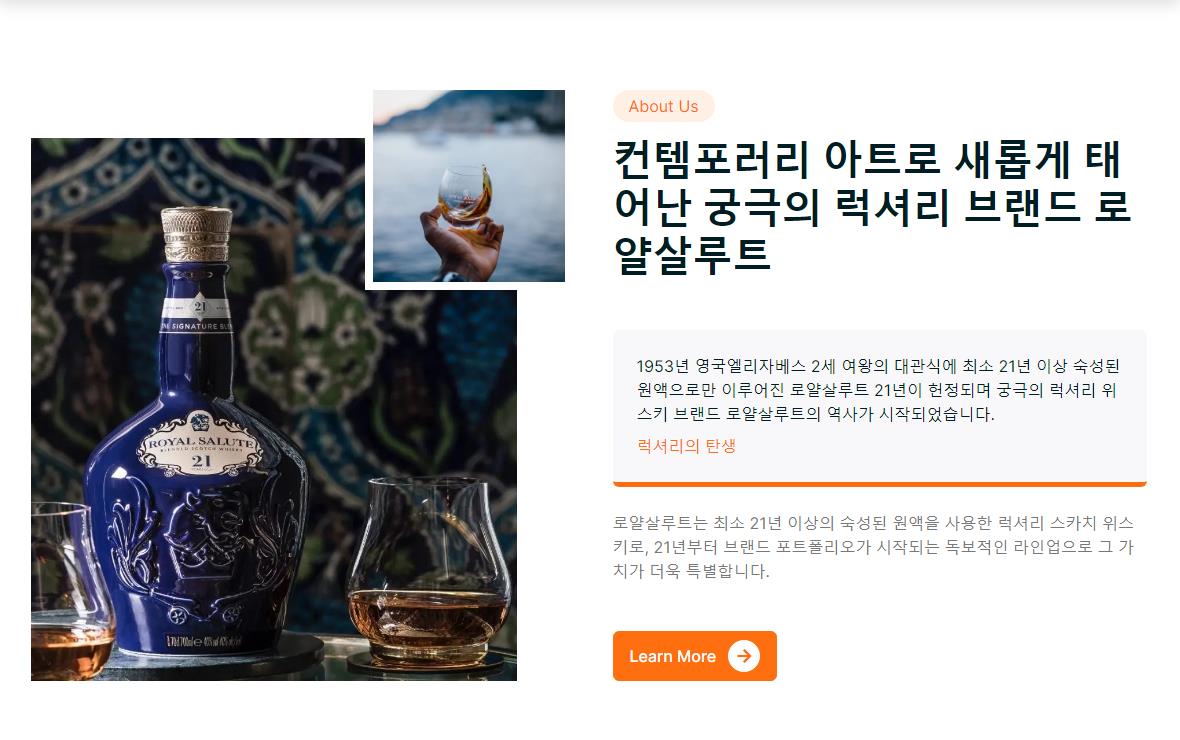 About Us
컨템포러리 아트로 새롭게 태
어난 궁극의 럭셔리 브랜드 로
얄살루트
1953년 영국엘리자베스 2세 여왕의 대관식에 최소 21년 이상 숙성된
원액으로만 이루어진 로얄살루트 21년이 헌정되며 궁극의 럭셔리 위
스키 브랜드 로얄살루트의 역사가 시작되었습니다.
럭셔리의 탄생
로얄살루트는 최소 21년 이상의 숙성된 원액을 사용한 럭셔리 스카치 위스
키로, 21년부터 브랜드 포트폴리오가 시작되는 독보적인 라인업으로 그 가
치가 더욱 특별합니다.
Learn More
21
SIGNATURE
ROYAL SALUTE
BLENDED SCOTCH WHISKY
21